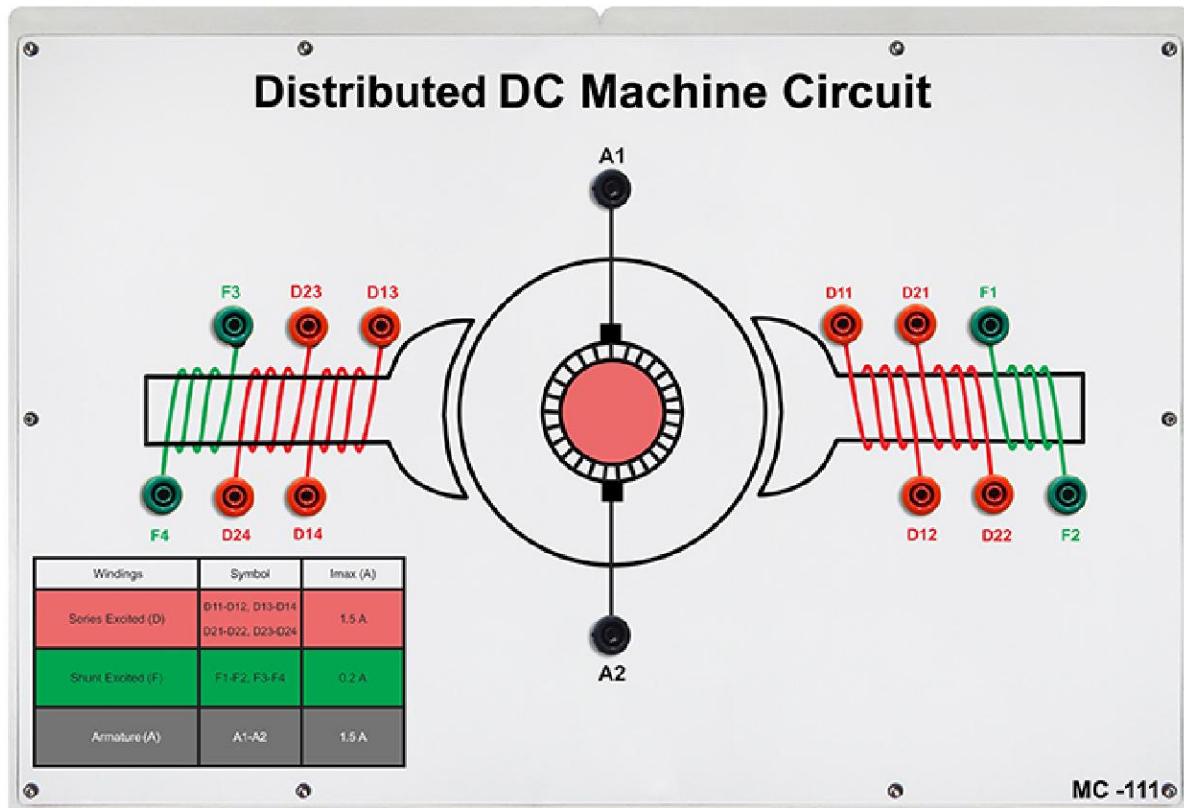 Distributed DC Machine Circuit
A1
F3 D23 D13
D11 D21 F1
F4 D24 D14
D12 D22 F2
A2
Windings Symbol Imax (A)
Series Excited (D) D11-D12, D13-D14 1.5 A
D21-D22, D23-D24
Shunt Excited (F) F1-F2, F3-F4 0.2 A
Armature (A) A1-A2 1.5 A
MC -111